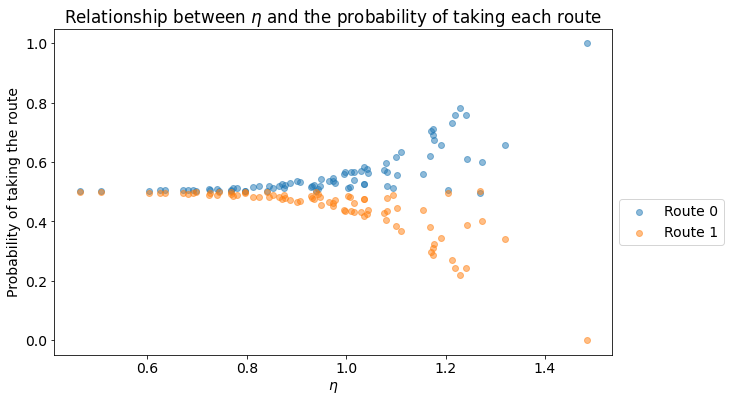 Relationship between η and the probability of taking each route
Probability of taking the route
1.0
0.8
0.6
0.4
0.2
0.0
0.6 0.8 1.0 1.2 1.4
η
Route 0
Route 1